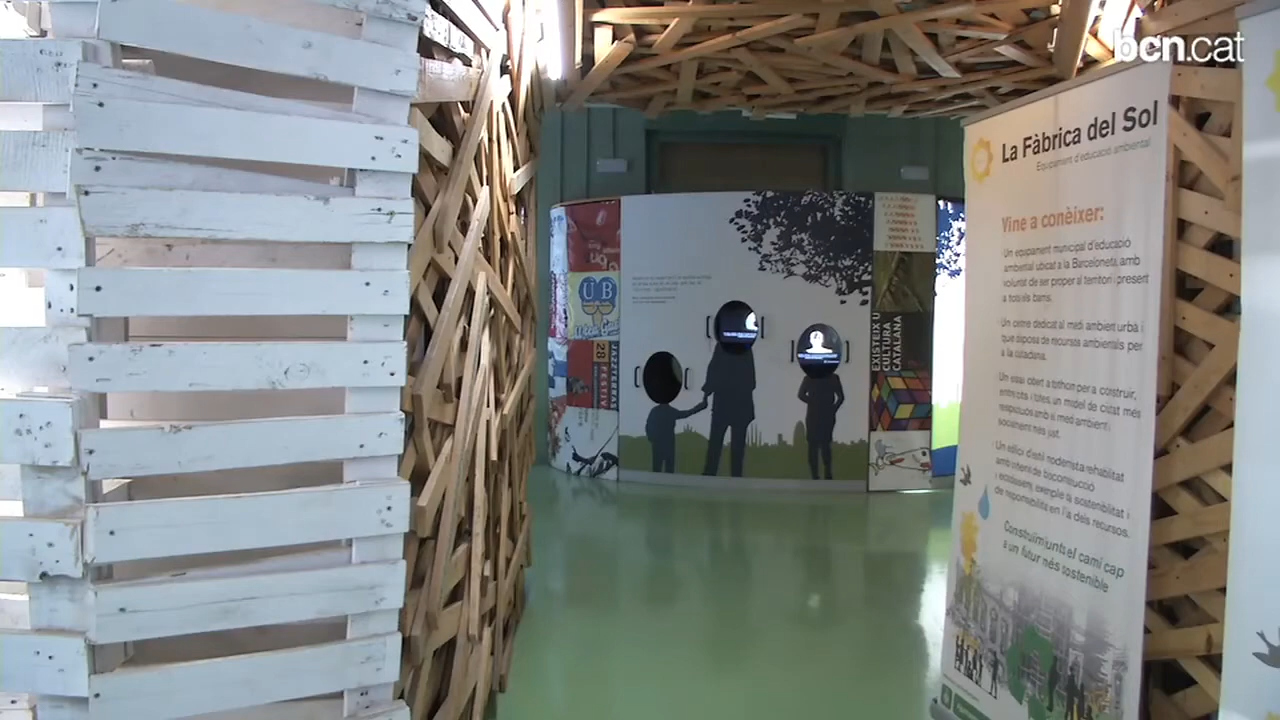 bcn.cat
La Fàbrica del Sol
Equipament d'educació ambiental
Vine a conèixer:
Un equipament municipal d'educació
ambiental ubicat a la Barceloneta amb
voluntat de ser proper al territori i present
a tots els barris.
Un centre dedicat al medi ambient urbà i
que disposa de recursos ambientals per
a la ciutadania.
Un espai obert a tothom per a construir,
entre tots i totes, un model de ciutat més
respectuós amb el medi ambient i
socialment més just.
Un edifici d'estil modernista rehabilitat
amb criteris de bioconstrucció
i ecodisseny, exemple de sostenibilitat i
de responsabilitat en l'ús dels recursos.
Construïm junts el camí cap
a un futur més sostenible
UB
EXISTEIX U
CULTURA
CATALANA
28
FESTIV
JAZZTERRAS